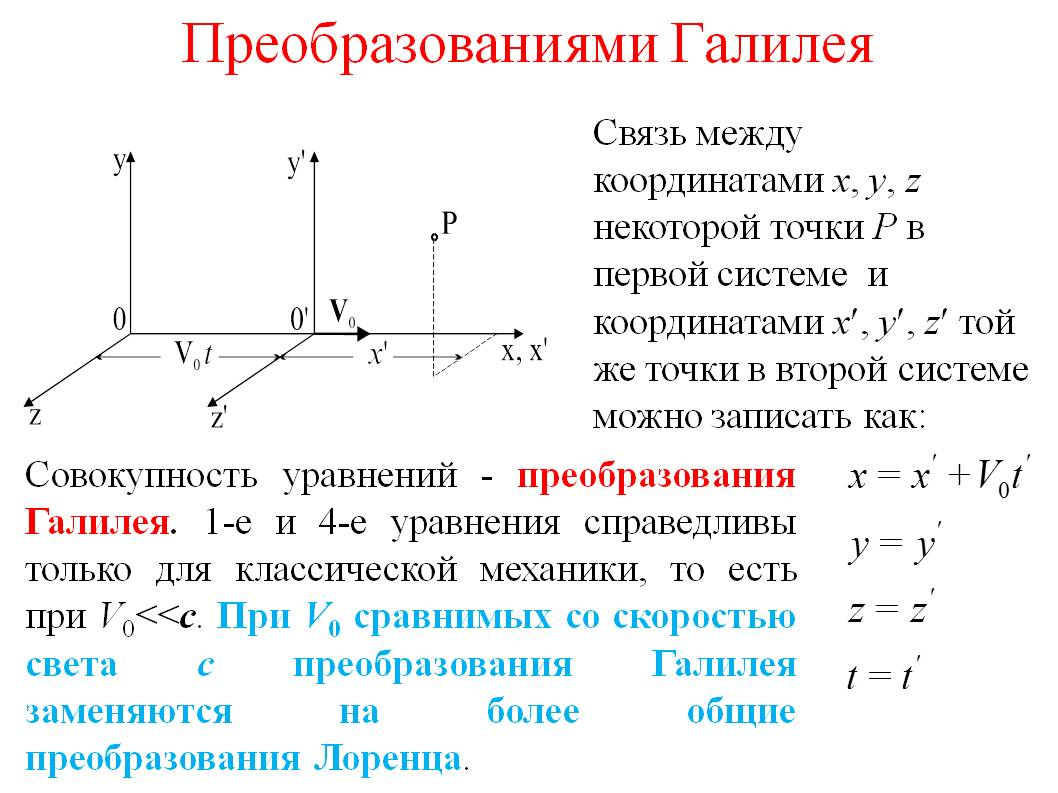 Преобразованиями Галилея
Связь между
координатами x, y, z
некоторой точки P в
первой системе и
координатами x', y', z' той
же точки в второй системе
можно записать как:
y
y'
P
0
0'
V₀
V₀ t
x'
x, x'
z
z'
Совокупность уравнений - преобразования
Галилея. 1-е и 4-е уравнения справедливы
только для классической механики, то есть
при V₀<<c. При V₀ сравнимых со скоростью
света c преобразования Галилея
заменяются на более общие
преобразования Лоренца.
x = x' + V₀t'
y = y'
z = z'
t = t'